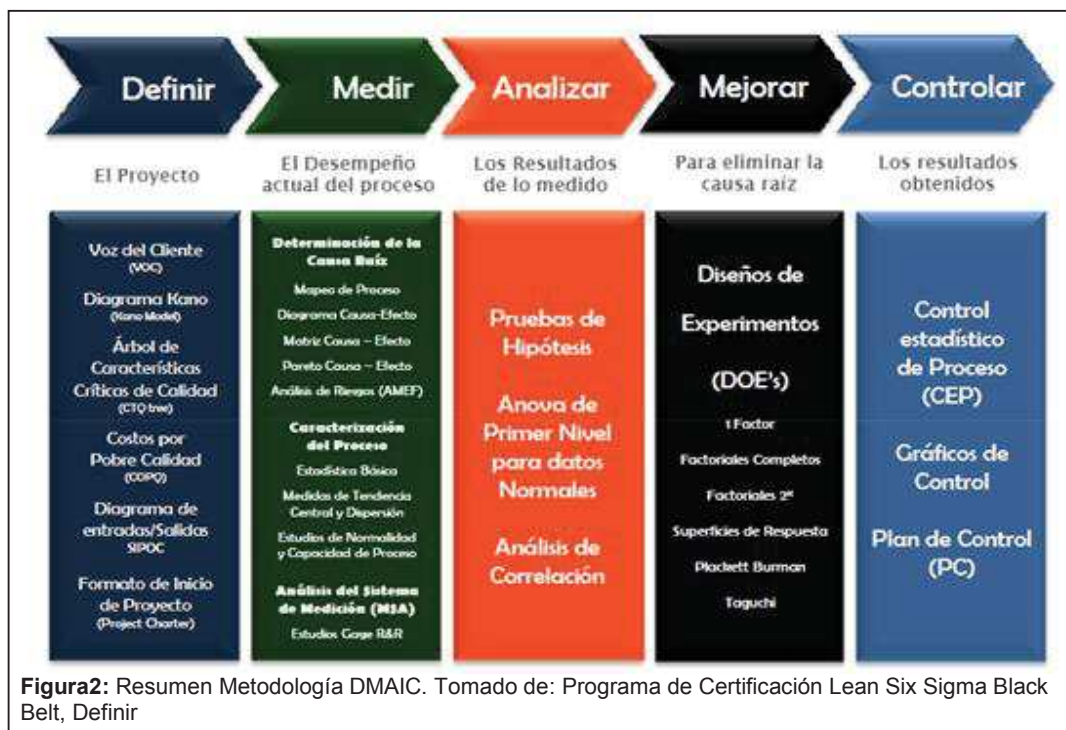 Definir
Medir
Analizar
Mejorar
Controlar
El Proyecto
El Desempeño
actual del proceso
Los Resultados
de lo medido
Para eliminar la
causa raíz
Los resultados
obtenidos
Voz del Cliente
(VOC)
Diagrama Kano
(Kano Model)
Árbol de
Características
Críticas de Calidad
(CTQ tree)
Costos por
Pobre Calidad
(COPQ)
Diagrama de
entradas/Salidas
SIPOC
Formato de Inicio
de Proyecto
(Project Charter)
Determinación de la
Causa Raíz
Mapeo de Proceso
Diagrama Causa-Efecto
Matriz Causa – Efecto
Pareto Causa – Efecto
Análisis de Riesgos (AMEF)
Caracterización
del Proceso
Estadística Básica
Medidas de Tendencia
Central y Dispersión
Estudios de Normalidad
y Capacidad de Proceso
Análisis del Sistema
de Medición (MSA)
Estudios Gage R&R
Pruebas de
Hipótesis
Anova de
Primer Nivel
para datos
Normales
Análisis de
Correlación
Diseños de
Experimentos
(DOE's)
1 Factor
Factoriales Completos
Factoriales 2ᴷ
Superficies de Respuesta
Plackett Burman
Taguchi
Control
estadístico
de Proceso
(CEP)
Gráficos de
Control
Plan de Control
(PC)
Figura2: Resumen Metodología DMAIC. Tomado de: Programa de Certificación Lean Six Sigma Black
Belt, Definir